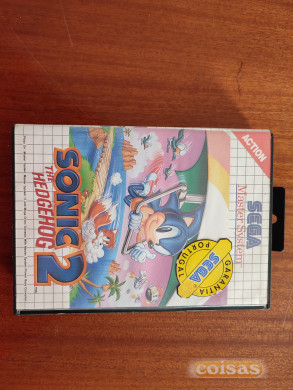 SEGA
Master System
ACTION
GARANTIA
SEGA
PORTUGAL
SONIC
THE
HEDGEHOG
2
coisas